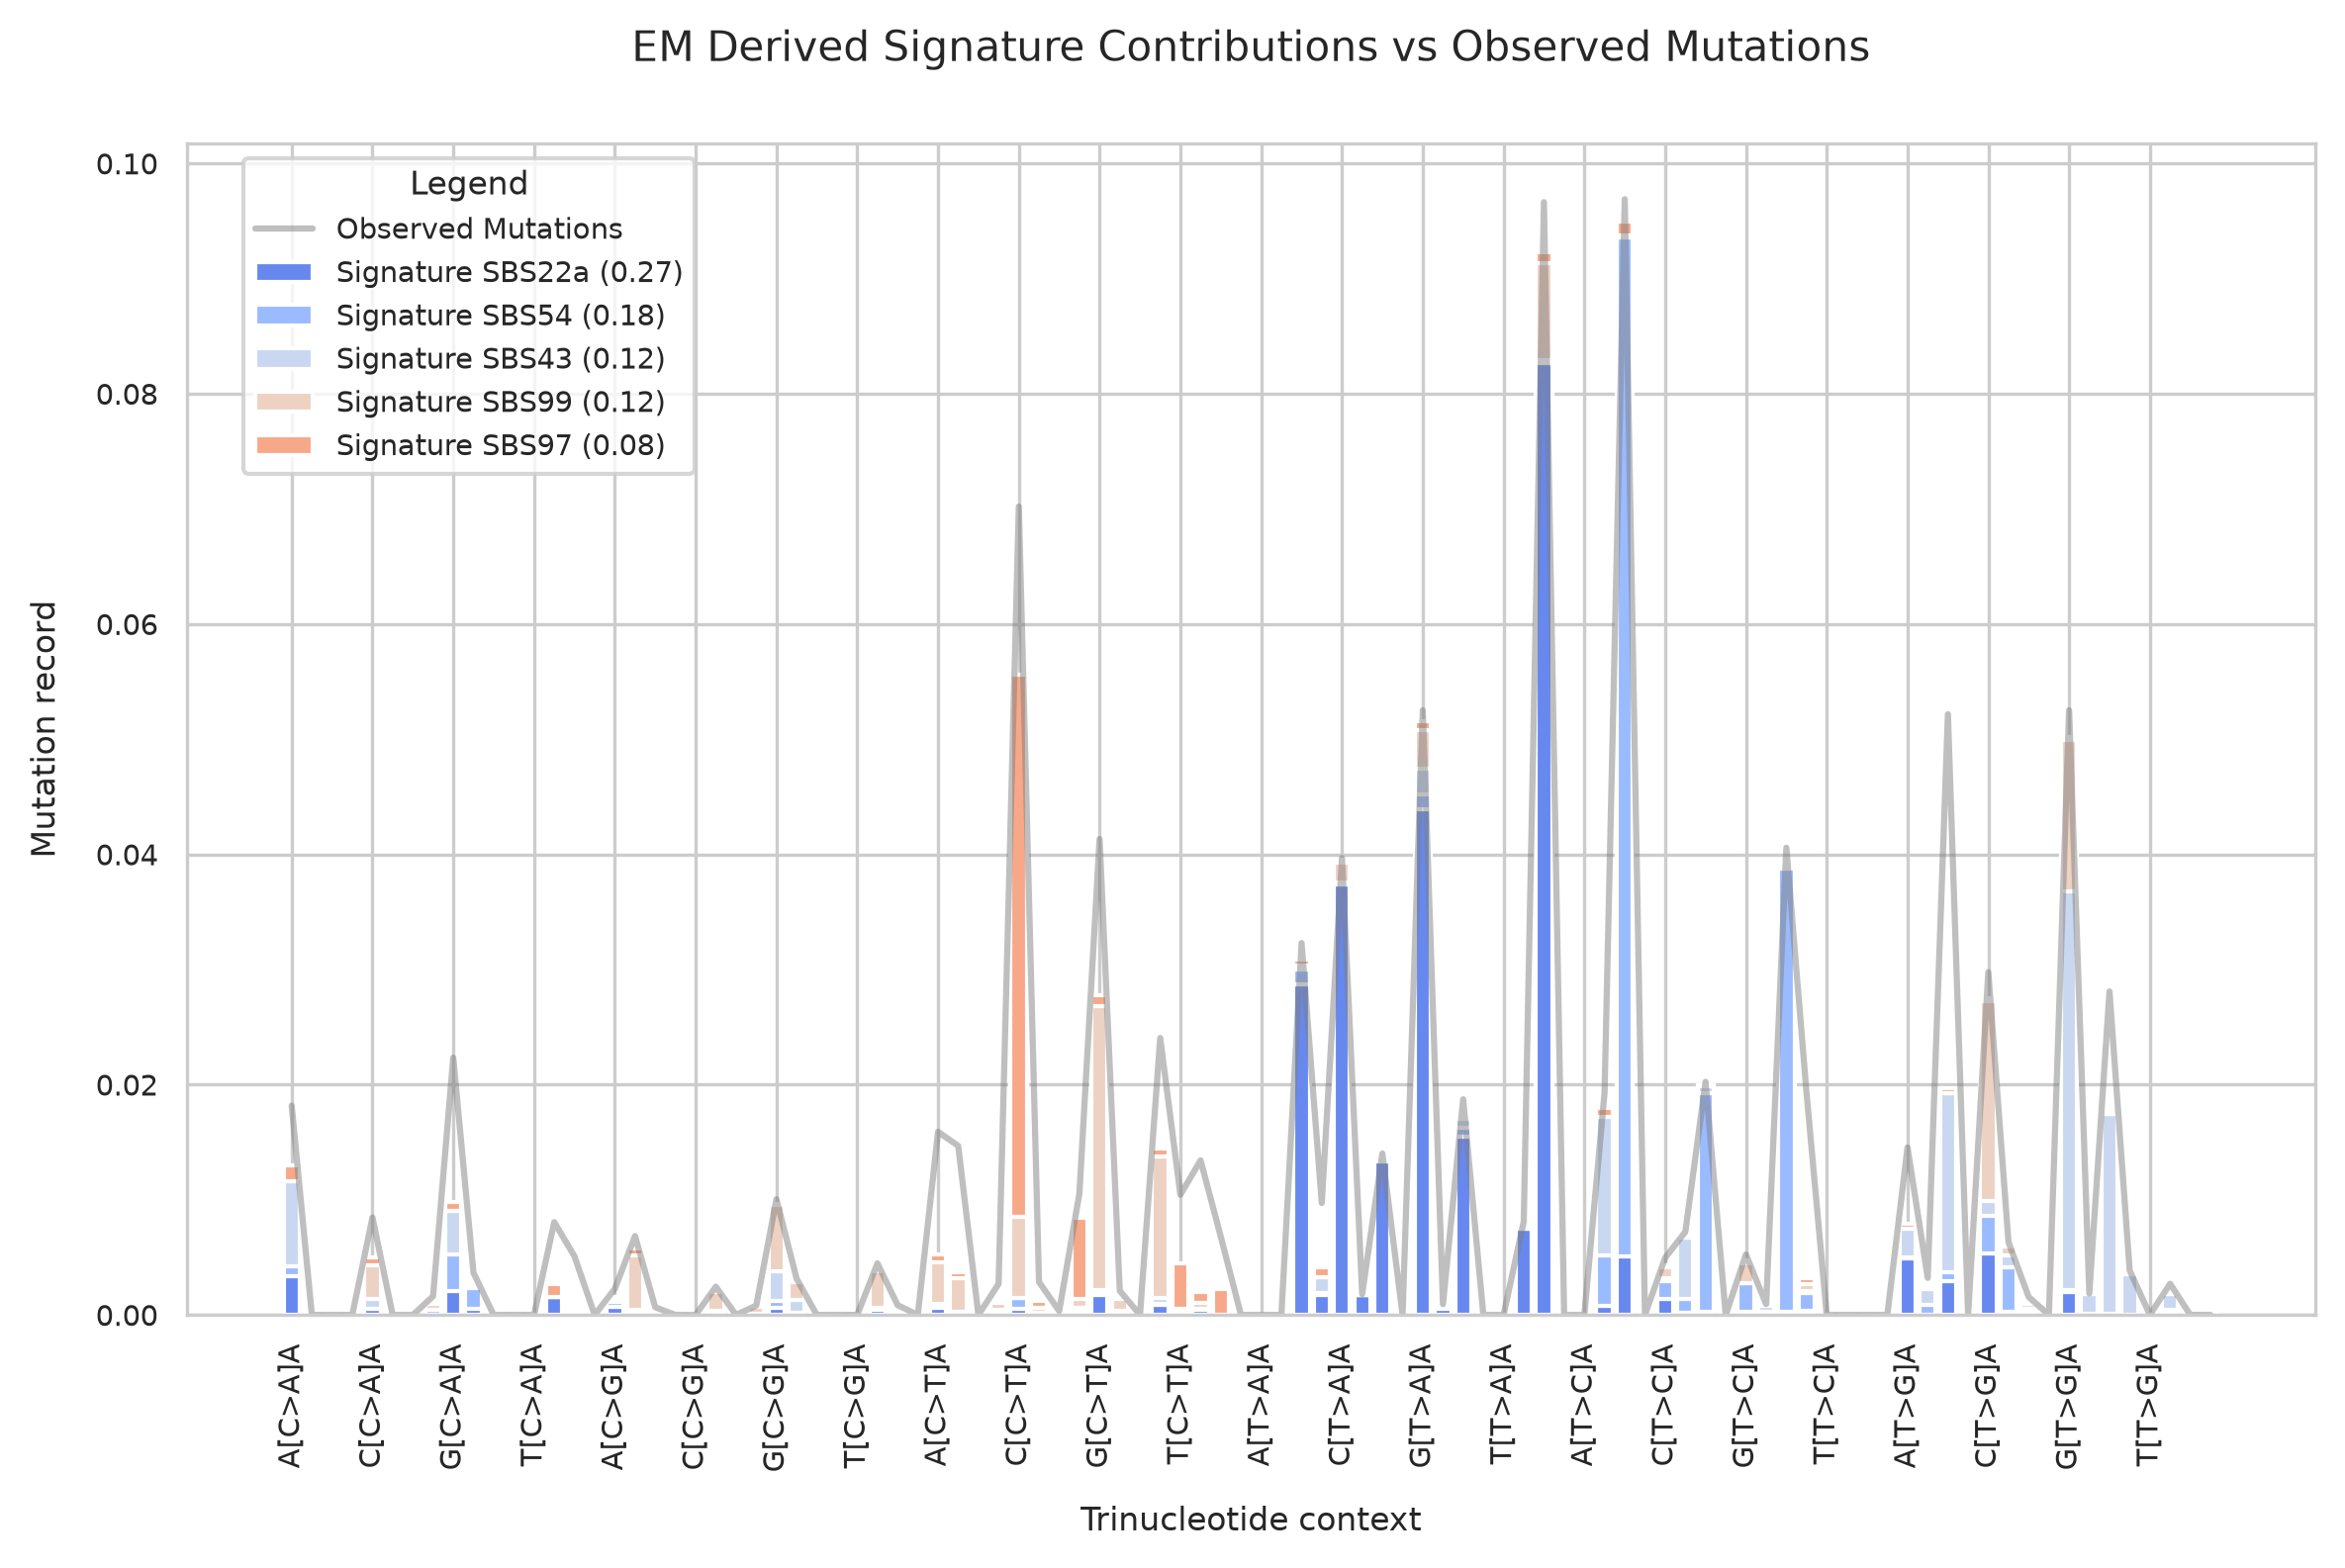 EM Derived Signature Contributions vs Observed Mutations
Legend
Observed Mutations
Signature SBS22a (0.27)
Signature SBS54 (0.18)
Signature SBS43 (0.12)
Signature SBS99 (0.12)
Signature SBS97 (0.08)
Mutation record
0.10
0.08
0.06
0.04
0.02
0.00
A[C>A]A
C[C>A]A
G[C>A]A
T[C>A]A
A[C>G]A
C[C>G]A
G[C>G]A
T[C>G]A
A[C>T]A
C[C>T]A
G[C>T]A
T[C>T]A
A[T>A]A
C[T>A]A
G[T>A]A
T[T>A]A
A[T>C]A
C[T>C]A
G[T>C]A
T[T>C]A
A[T>G]A
C[T>G]A
G[T>G]A
T[T>G]A
Trinucleotide context